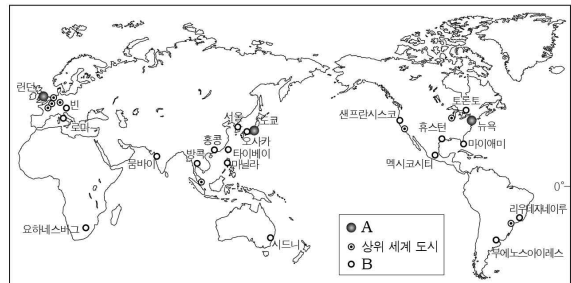 런던
빈
로마
뭄바이
요하네스버그
서울
도쿄
오사카
홍콩
타이베이
방콕
마닐라
시드니
샌프란시스코
토론토
뉴욕
휴스턴
마이애미
멕시코시티
0°
리우데자네이루
부에노스아이레스
A
상위 세계 도시
B